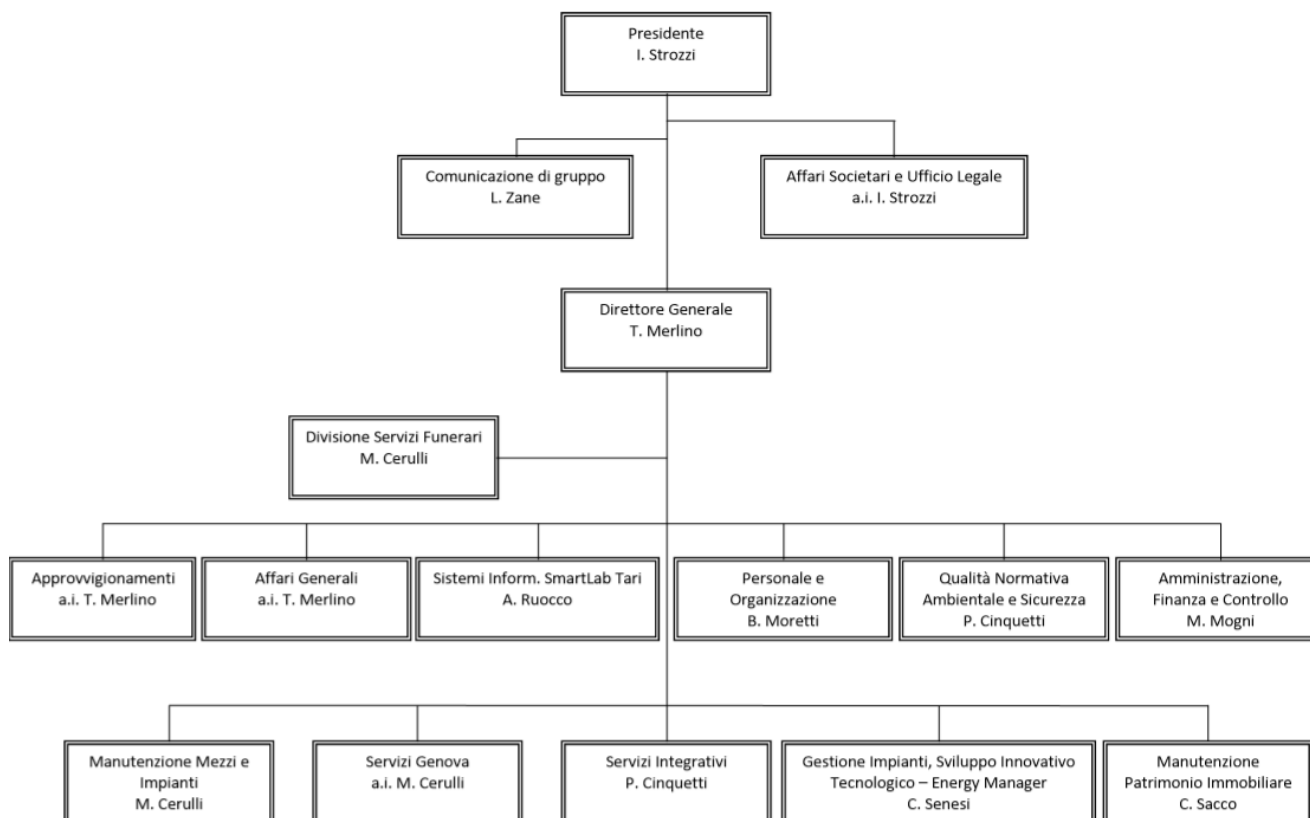 Presidente
I. Strozzi
Comunicazione di gruppo
L. Zane
Affari Societari e Ufficio Legale
a.i. I. Strozzi
Direttore Generale
T. Merlino
Divisione Servizi Funerari
M. Cerulli
Approvvigionamenti
a.i. T. Merlino
Affari Generali
a.i. T. Merlino
Sistemi Inform. SmartLab Tari
A. Ruocco
Personale e
Organizzazione
B. Moretti
Qualità Normativa
Ambientale e Sicurezza
P. Cinquetti
Amministrazione,
Finanza e Controllo
M. Mogni
Manutenzione Mezzi e
Impianti
M. Cerulli
Servizi Genova
a.i. M. Cerulli
Servizi Integrativi
P. Cinquetti
Gestione Impianti, Sviluppo Innovativo
Tecnologico – Energy Manager
C. Senesi
Manutenzione
Patrimonio Immobiliare
C. Sacco